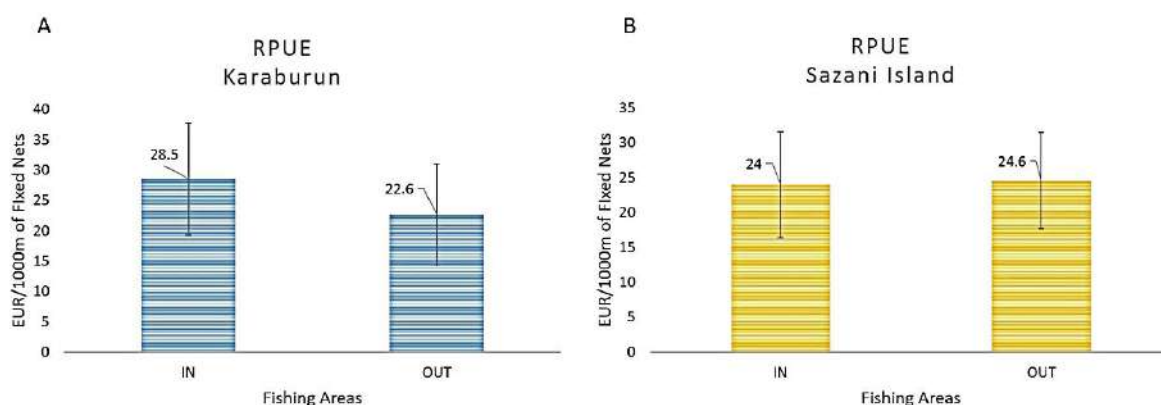 A
RPUE
Karaburun
EUR/1000m of Fixed Nets
40
35
30
25
20
15
10
5
0
28.5
22.6
IN
OUT
Fishing Areas
B
RPUE
Sazani Island
EUR/1000m of Fixed Nets
35
30
25
20
15
10
5
0
24
24.6
IN
OUT
Fishing Areas